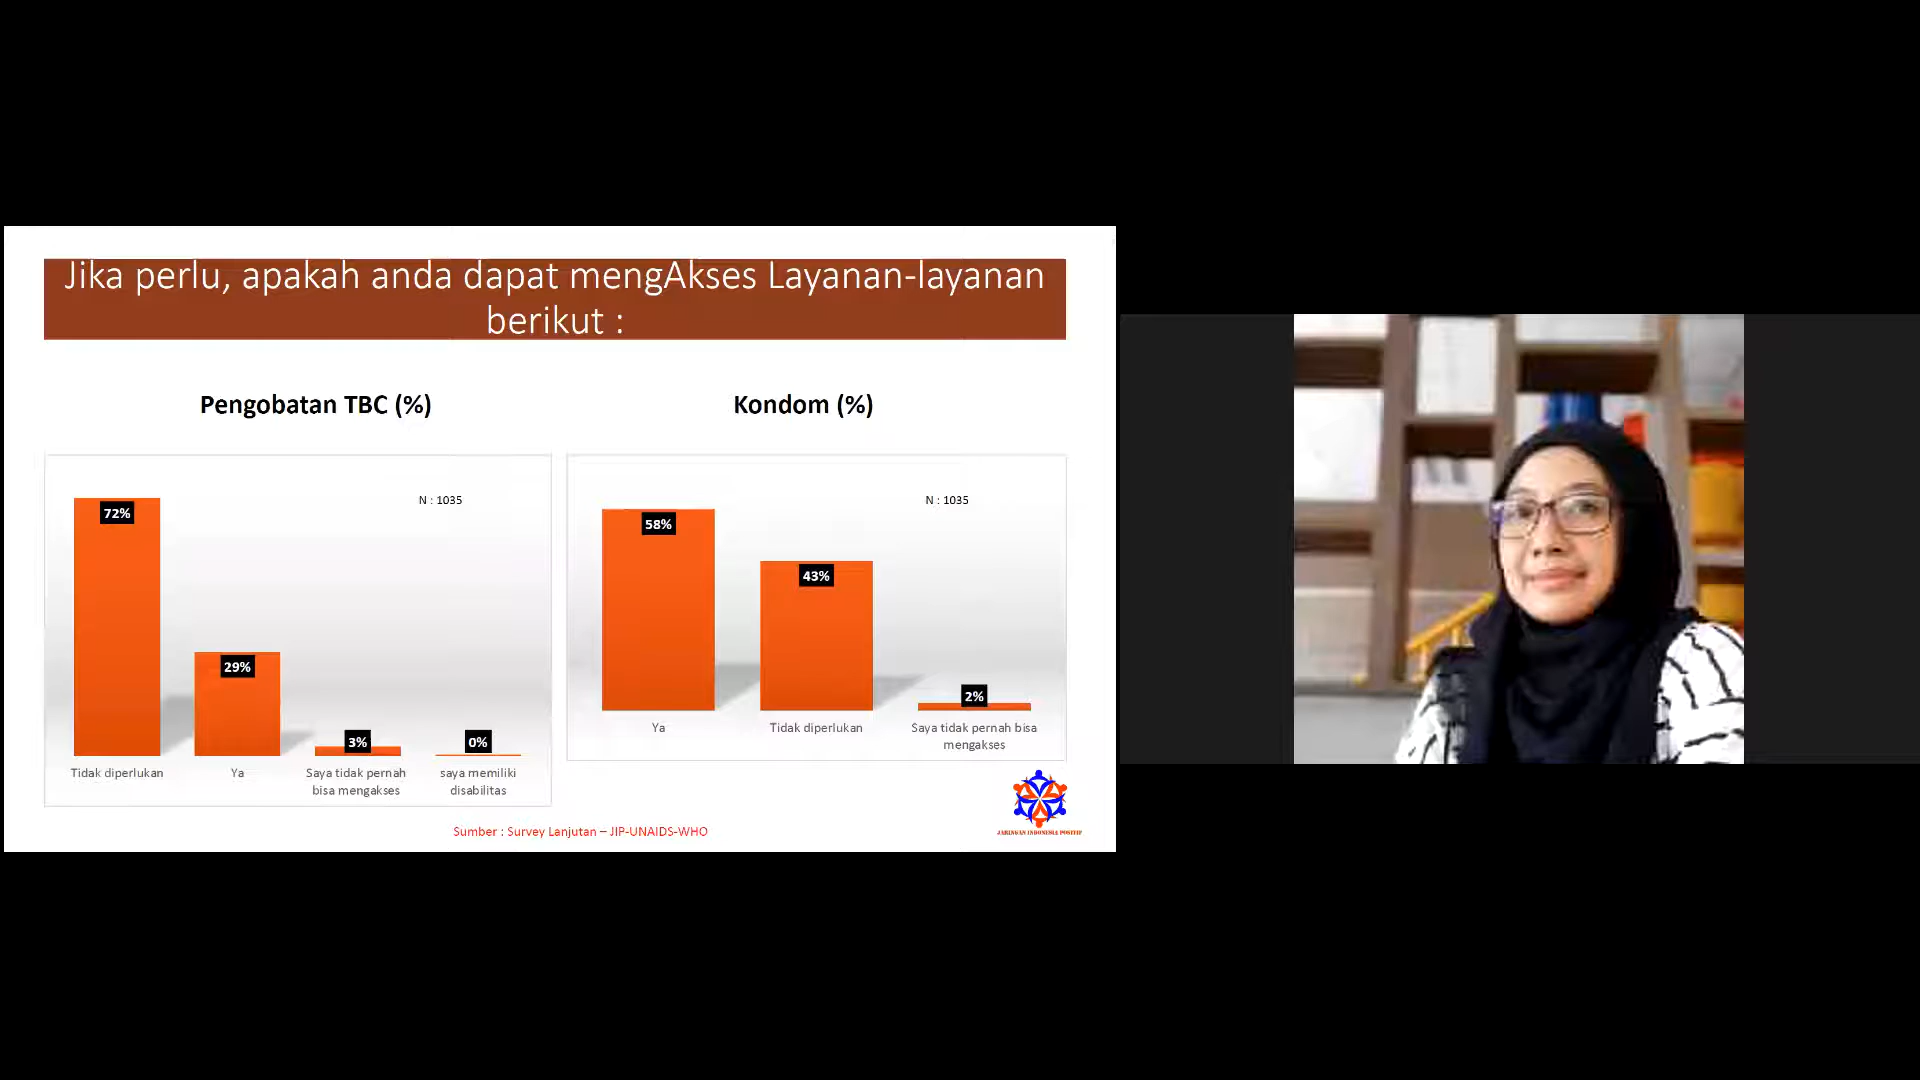 Jika perlu, apakah anda dapat mengAkses Layanan-layanan
berikut :
Pengobatan TBC (%)
N : 1035
72%
29%
3%
0%
Tidak diperlukan
Ya
Saya tidak pernah
bisa mengakses
saya memiliki
disabilitas
Kondom (%)
N : 1035
58%
43%
2%
Ya
Tidak diperlukan
Saya tidak pernah bisa
mengakses
Sumber : Survey Lanjutan – JIP-UNAIDS-WHO
JARINGAN INDONESIA POSITIF